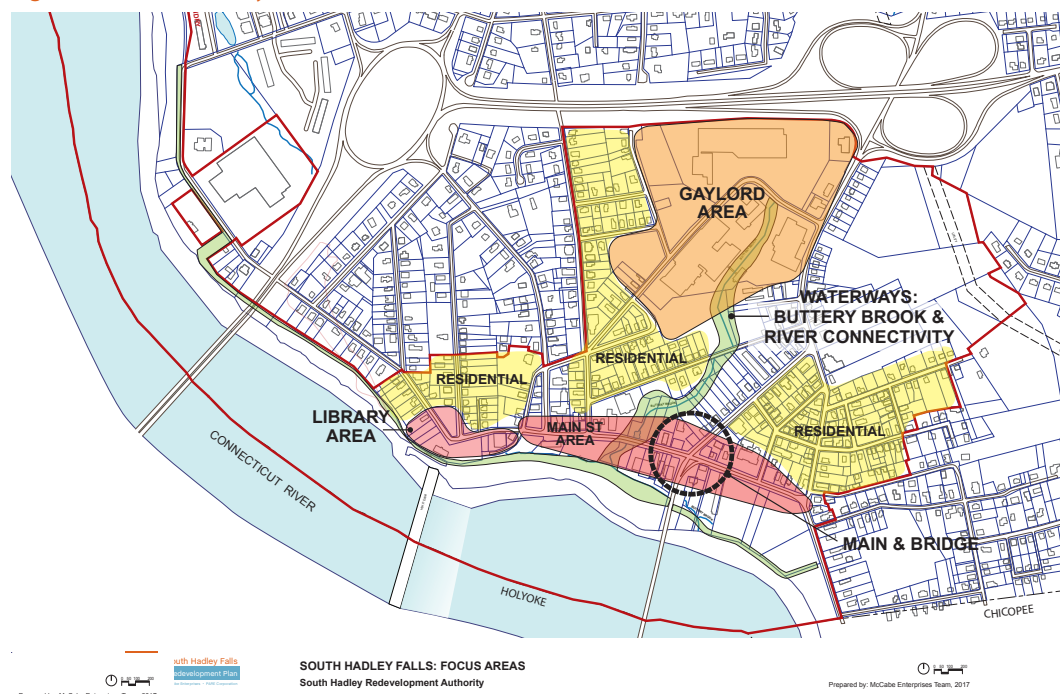 GAYLORD
AREA
WATERWAYS:
BUTTERY BROOK &
RIVER CONNECTIVITY
RESIDENTIAL
RESIDENTIAL
LIBRARY
AREA
MAIN ST
AREA
RESIDENTIAL
CONNECTICUT RIVER
MAIN & BRIDGE
HOLYOKE
CHICOPEE
outh Hadley Falls
edevelopment Plan
SOUTH HADLEY FALLS: FOCUS AREAS
South Hadley Redevelopment Authority
Prepared by: McCabe Enterprises Team, 2017